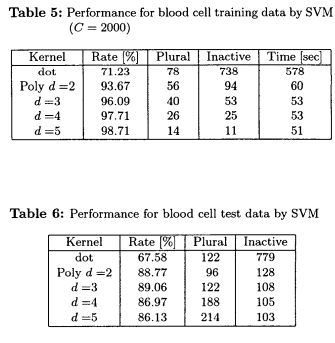 Table 5: Performance for blood cell training data by SVM
(C = 2000)
Kernel Rate [%] Plural Inactive Time [sec]
dot 71.23 78 738 578
Poly d =2 93.67 56 94 60
d =3 96.09 40 53 53
d =4 97.71 26 25 53
d =5 98.71 14 11 51
Table 6: Performance for blood cell test data by SVM
Kernel Rate [%] Plural Inactive
dot 67.58 122 779
Poly d =2 88.77 96 128
d =3 89.06 122 108
d =4 86.97 188 105
d =5 86.13 214 103